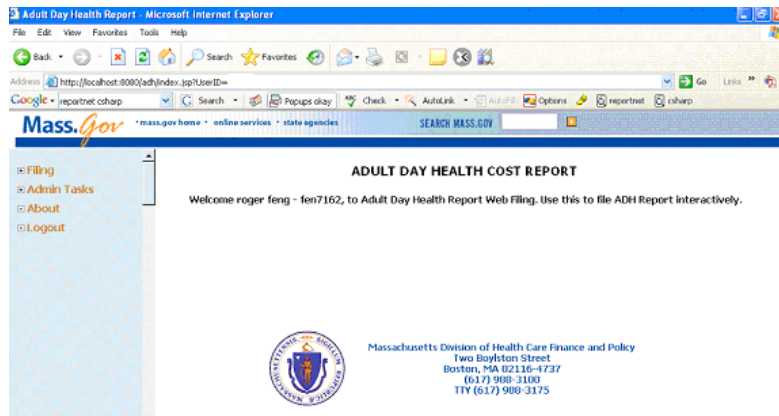 Adult Day Health Report - Microsoft Internet Explorer
File Edit View Favorites Tools Help
Back Search Favorites
Address http://localhost:8080/adh/index.jsp?UserID= Go Links »
Google reportnet csharp Search Popups okay Check AutoLink AutoFill Options reportnet csharp
Mass.Gov mass.gov home • online services • state agencies SEARCH MASS.GOV
Filing
Admin Tasks
About
Logout
ADULT DAY HEALTH COST REPORT
Welcome roger feng - fen7162, to Adult Day Health Report Web Filing. Use this to file ADH Report interactively.
Massachusetts Division of Health Care Finance and Policy
Two Boylston Street
Boston, MA 02116-4737
(617) 988-3100
TTY (617) 988-3175